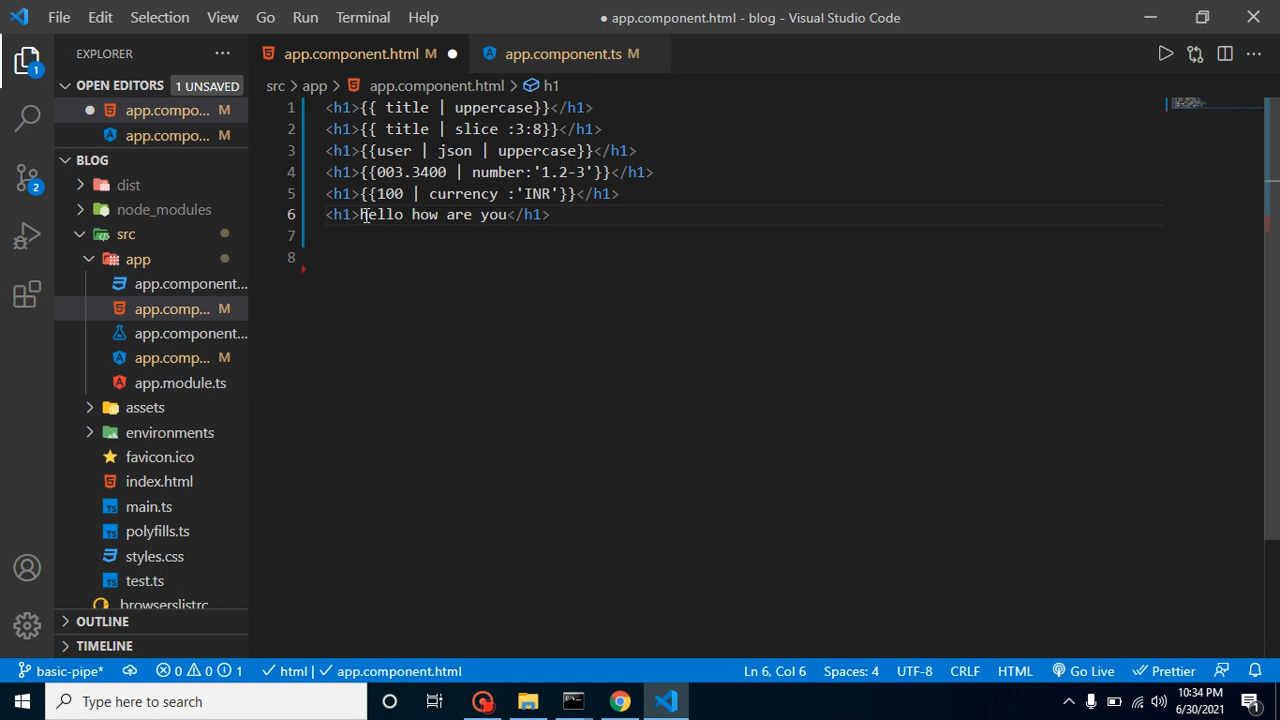 File Edit Selection View Go Run Terminal Help ● app.component.html - blog - Visual Studio Code
EXPLORER ... app.component.html M ● app.component.ts M
OPEN EDITORS 1 UNSAVED
src > app > app.component.html > h1
● app.compo... M
app.compo... M
BLOG
dist
node_modules
src
app
app.component...
app.comp... M
app.component...
app.comp... M
app.module.ts
assets
environments
favicon.ico
index.html
main.ts
polyfills.ts
styles.css
test.ts
.browserslistrc
OUTLINE
TIMELINE
1
2
1 <h1>{{ title | uppercase}}</h1>
2 <h1>{{ title | slice :3:8}}</h1>
3 <h1>{{user | json | uppercase}}</h1>
4 <h1>{{003.3400 | number:'1.2-3'}}</h1>
5 <h1>{{100 | currency :'INR'}}</h1>
6 <h1>hello how are you</h1>
7
8
basic-pipe* 0 0 1 html | app.component.html Ln 6, Col 6 Spaces: 4 UTF-8 CRLF HTML Go Live Prettier
Type here to search
10:34 PM
6/30/2021
1